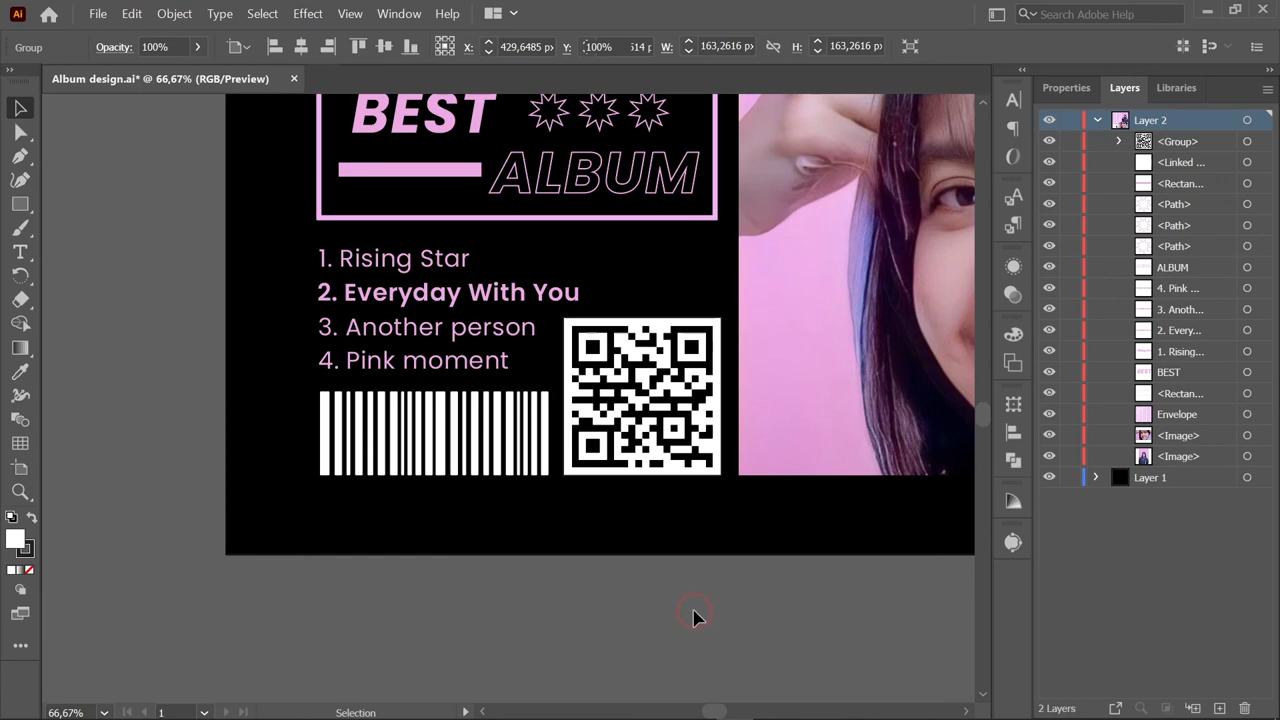 Ai File Edit Object Type Select Effect View Window Help Search Adobe Help
Group Opacity: 100% X: 429,6485 p Y: 100% 514 p W: 163,2616 p H: 163,2616 p
Album design.ai* @ 66,67% (RGB/Preview)
Properties Layers Libraries
Layer 2
<Group>
<Linked ...
<Rectan...
<Path>
<Path>
<Path>
ALBUM
4. Pink ...
3. Anoth...
2. Every...
1. Rising...
BEST
<Rectan...
Envelope
<Image>
<Image>
Layer 1
BEST
ALBUM
1. Rising Star
2. Everyday With You
3. Another person
4. Pink moment
66,67% 1 Selection
2 Layers